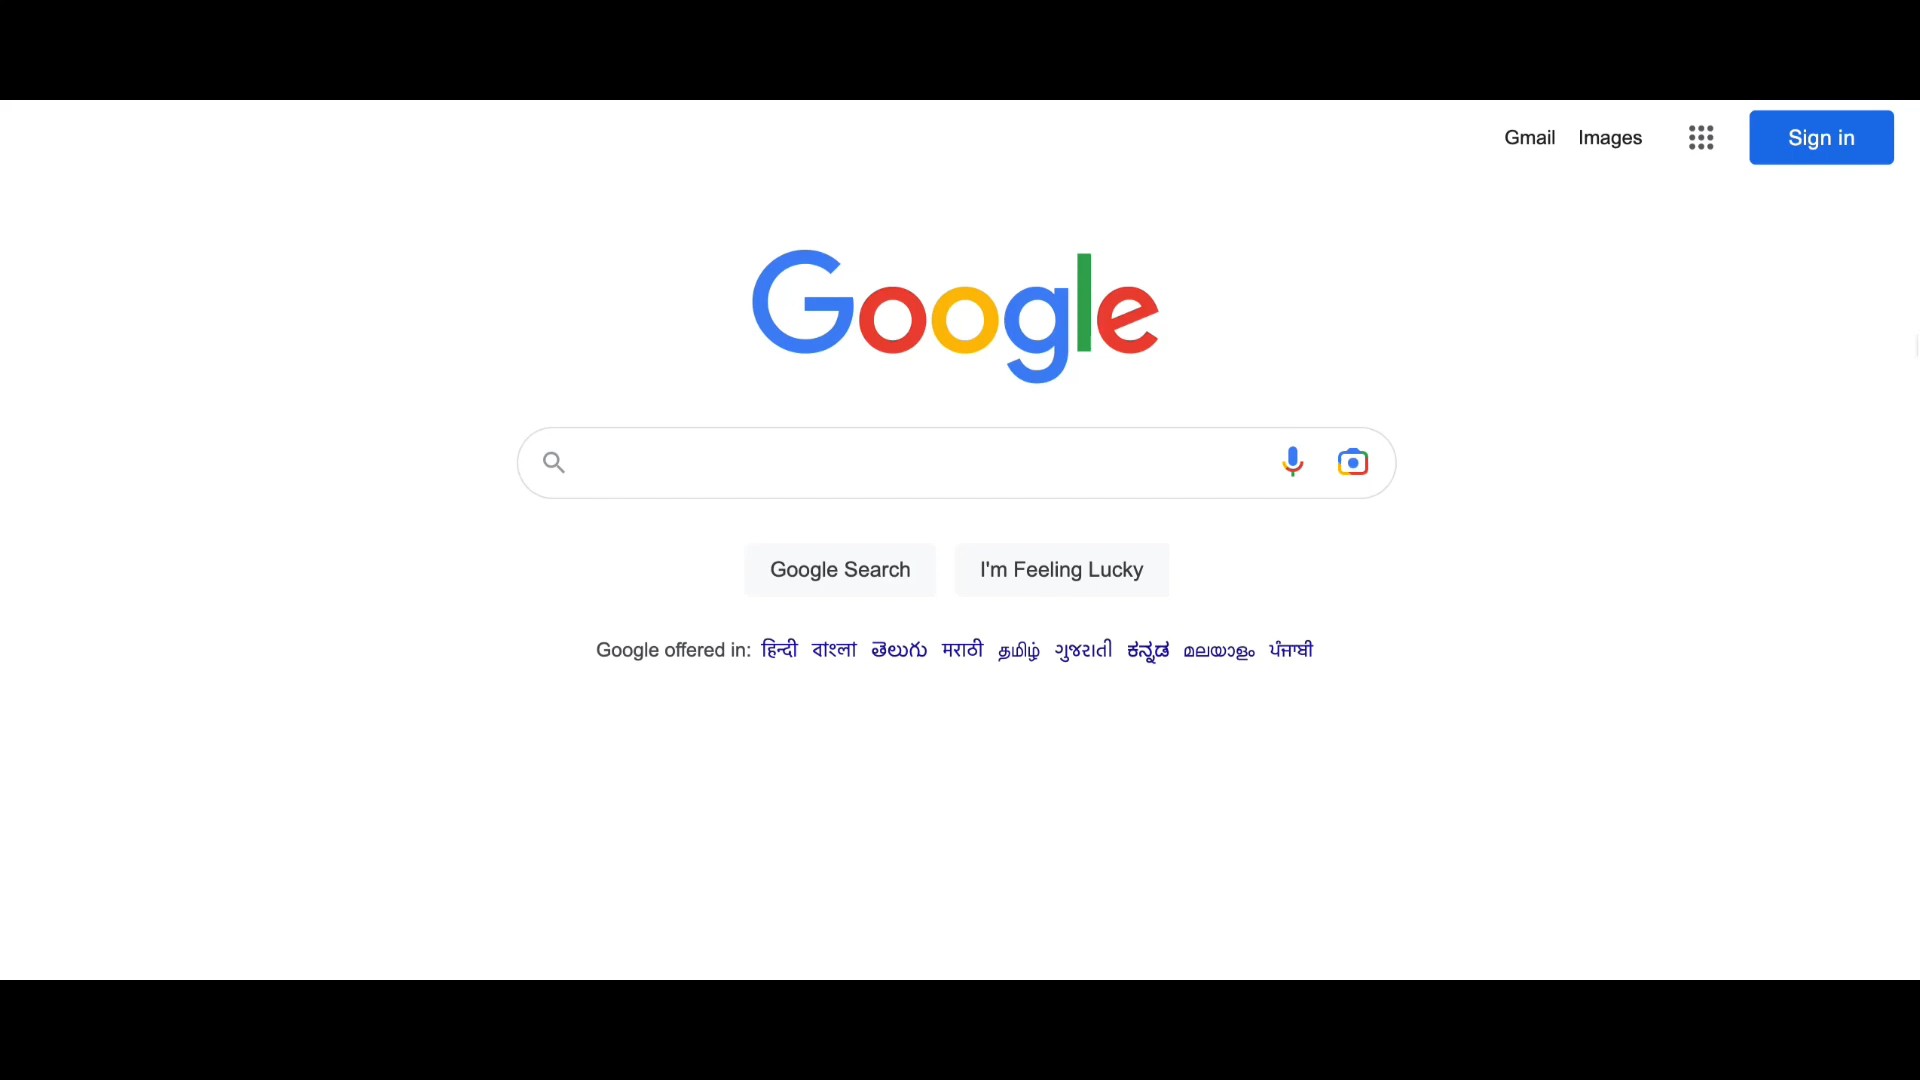 Gmail Images Sign in
Google
Google Search I'm Feeling Lucky
Google offered in: हिन्दी বাংলা తెలుగు मराठी தமிழ் ગુજરાતી ಕನ್ನಡ മലയാളം ਪੰਜਾਬੀ